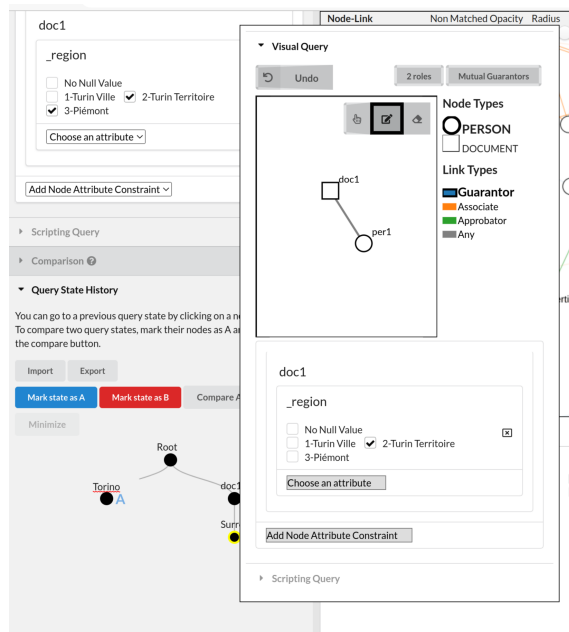 doc1
_region
No Null Value
1-Turin Ville 2-Turin Territoire
3-Piémont
Choose an attribute
Add Node Attribute Constraint
Scripting Query
Comparison
Query State History
You can go to a previous query state by clicking on a
To compare two query states, mark their nodes as A
the compare button.
Import Export
Mark state as A Mark state as B Compare
Minimize
Root
Torino
A
doc1
Surr
Node-Link Non Matched Opacity Radius
Visual Query
Undo 2 roles Mutual Guarantors
Node Types
PERSON
DOCUMENT
Link Types
Guarantor
Associate
Approbator
Any
doc1
per1
doc1
_region
No Null Value
1-Turin Ville 2-Turin Territoire
3-Piémont
Choose an attribute
Add Node Attribute Constraint
Scripting Query